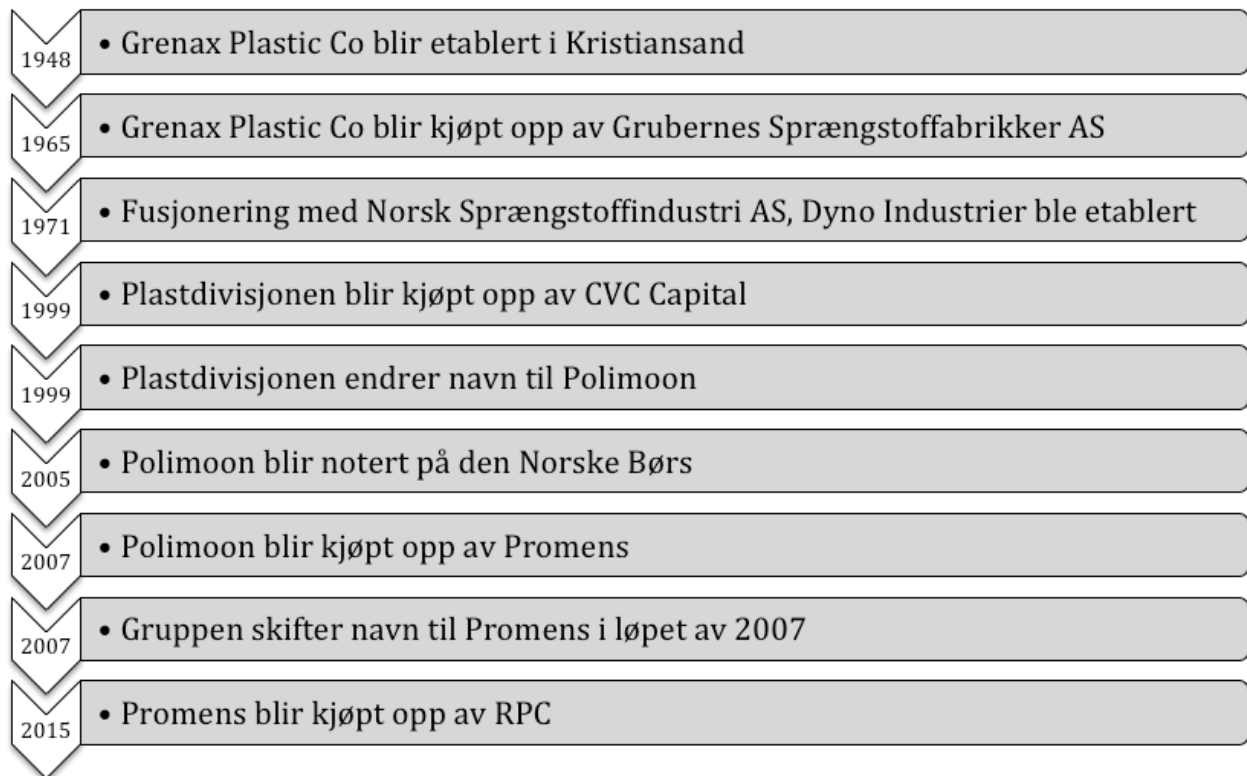 1948
• Grenax Plastic Co blir etablert i Kristiansand
1965
• Grenax Plastic Co blir kjøpt opp av Grubernes Sprængstoffabrikker AS
1971
• Fusjonering med Norsk Sprængstoffindustri AS, Dyno Industrier ble etablert
1999
• Plastdivisjonen blir kjøpt opp av CVC Capital
1999
• Plastdivisjonen endrer navn til Polimoon
2005
• Polimoon blir notert på den Norske Børs
2007
• Polimoon blir kjøpt opp av Promens
2007
• Gruppen skifter navn til Promens i løpet av 2007
2015
• Promens blir kjøpt opp av RPC